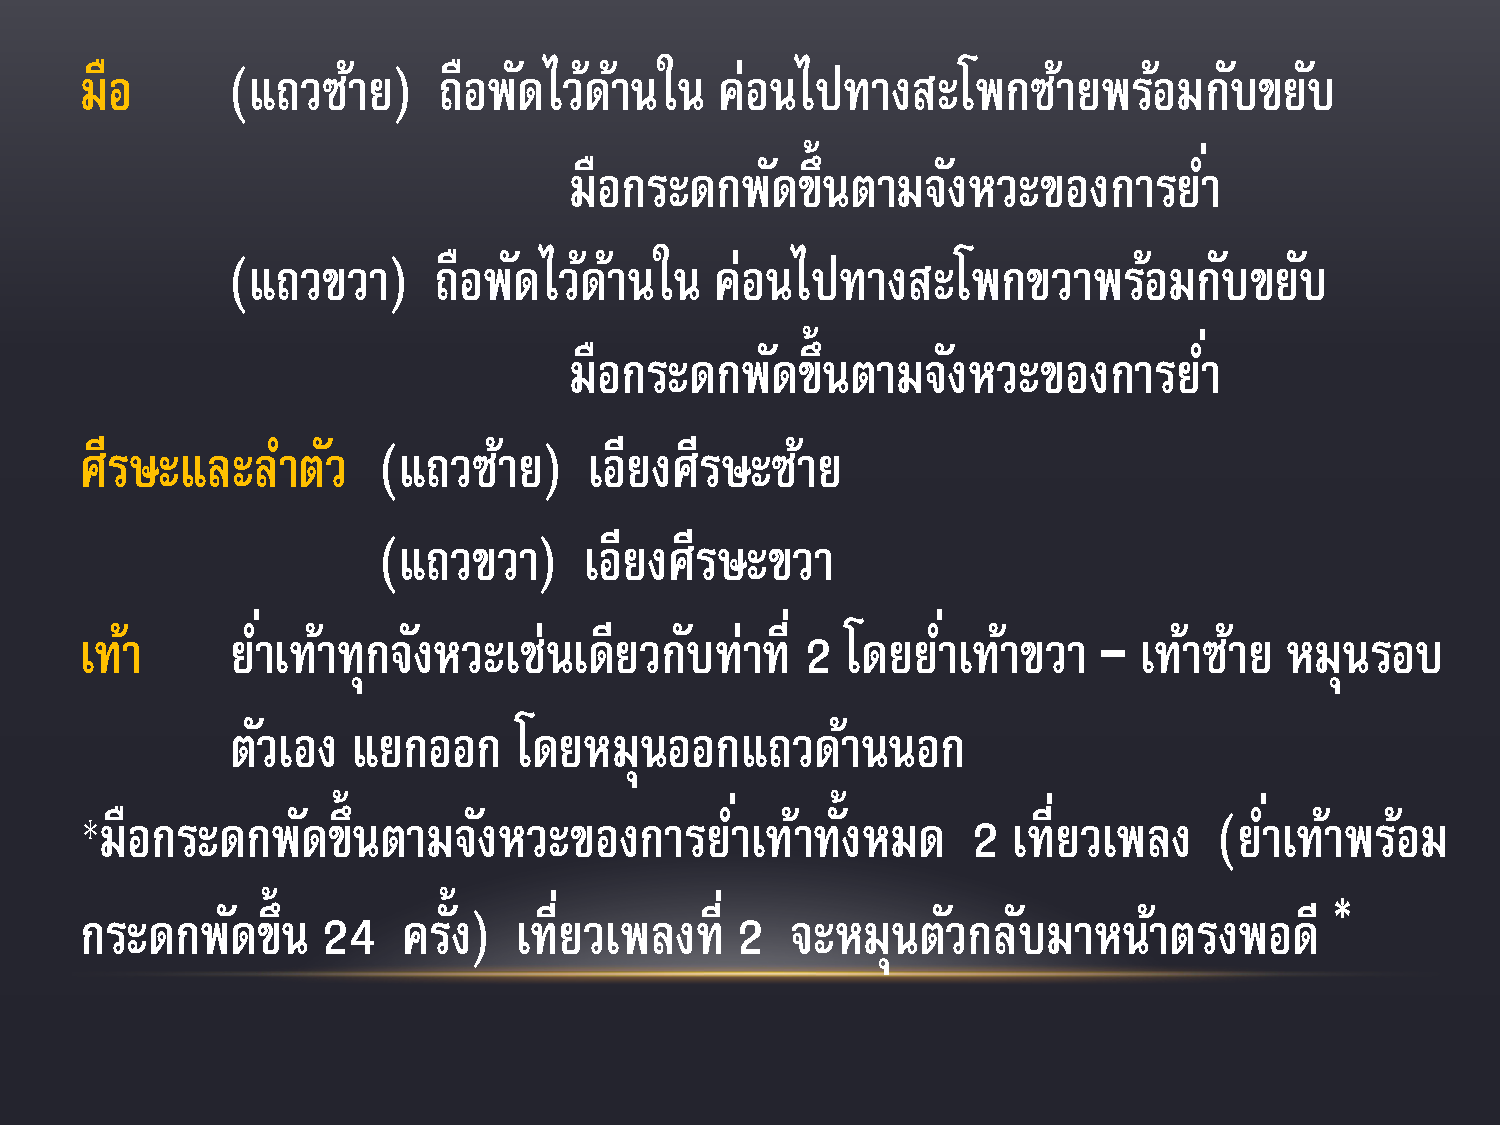 มือ (แถวซ้าย) ถือพัดไว้ด้านใน ค่อนไปทางสะโพกซ้ายพร้อมกับขยับ
มือกระดกพัดขึ้นตามจังหวะของการย่ำ
(แถวขวา) ถือพัดไว้ด้านใน ค่อนไปทางสะโพกขวาพร้อมกับขยับ
มือกระดกพัดขึ้นตามจังหวะของการย่ำ
ศีรษะและลำตัว (แถวซ้าย) เอียงศีรษะซ้าย
(แถวขวา) เอียงศีรษะขวา
เท้า ย่ำเท้าทุกจังหวะเช่นเดียวกับท่าที่ 2 โดยย่ำเท้าขวา – เท้าซ้าย หมุนรอบ
ตัวเอง แยกออก โดยหมุนออกแถวด้านนอก
*มือกระดกพัดขึ้นตามจังหวะของการย่ำเท้าทั้งหมด 2 เที่ยวเพลง (ย่ำเท้าพร้อม
กระดกพัดขึ้น 24 ครั้ง) เที่ยวเพลงที่ 2 จะหมุนตัวกลับมาหน้าตรงพอดี *